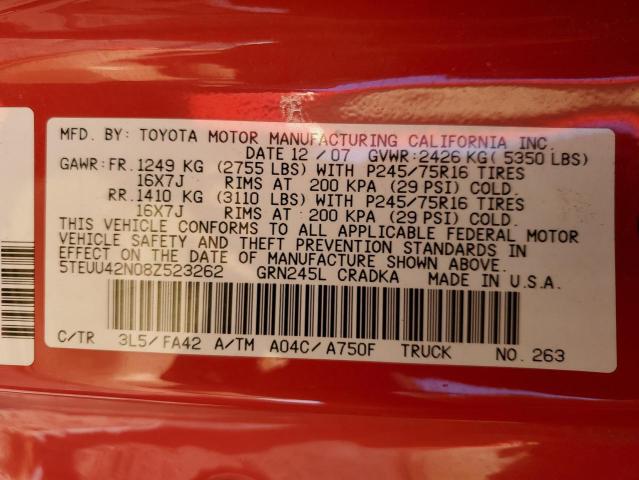 MFD. BY: TOYOTA MOTOR MANUFACTURING CALIFORNIA INC.
DATE 12 / 07 GVWR: 2426 KG( 5350 LBS)
GAWR: FR. 1249 KG (2755 LBS) WITH P245/75R16 TIRES
16X7J RIMS AT 200 KPA (29 PSI) COLD.
RR. 1410 KG (3110 LBS) WITH P245/75R16 TIRES
16X7J RIMS AT 200 KPA (29 PSI) COLD.
THIS VEHICLE CONFORMS TO ALL APPLICABLE FEDERAL MOTOR
VEHICLE SAFETY AND THEFT PREVENTION STANDARDS IN
EFFECT ON THE DATE OF MANUFACTURE SHOWN ABOVE.
5TEUU42N08Z523262 GRN245L CRADKA MADE IN U.S.A.
C/TR 3L5/ FA42 A/TM A04C/ A750F TRUCK NO. 263